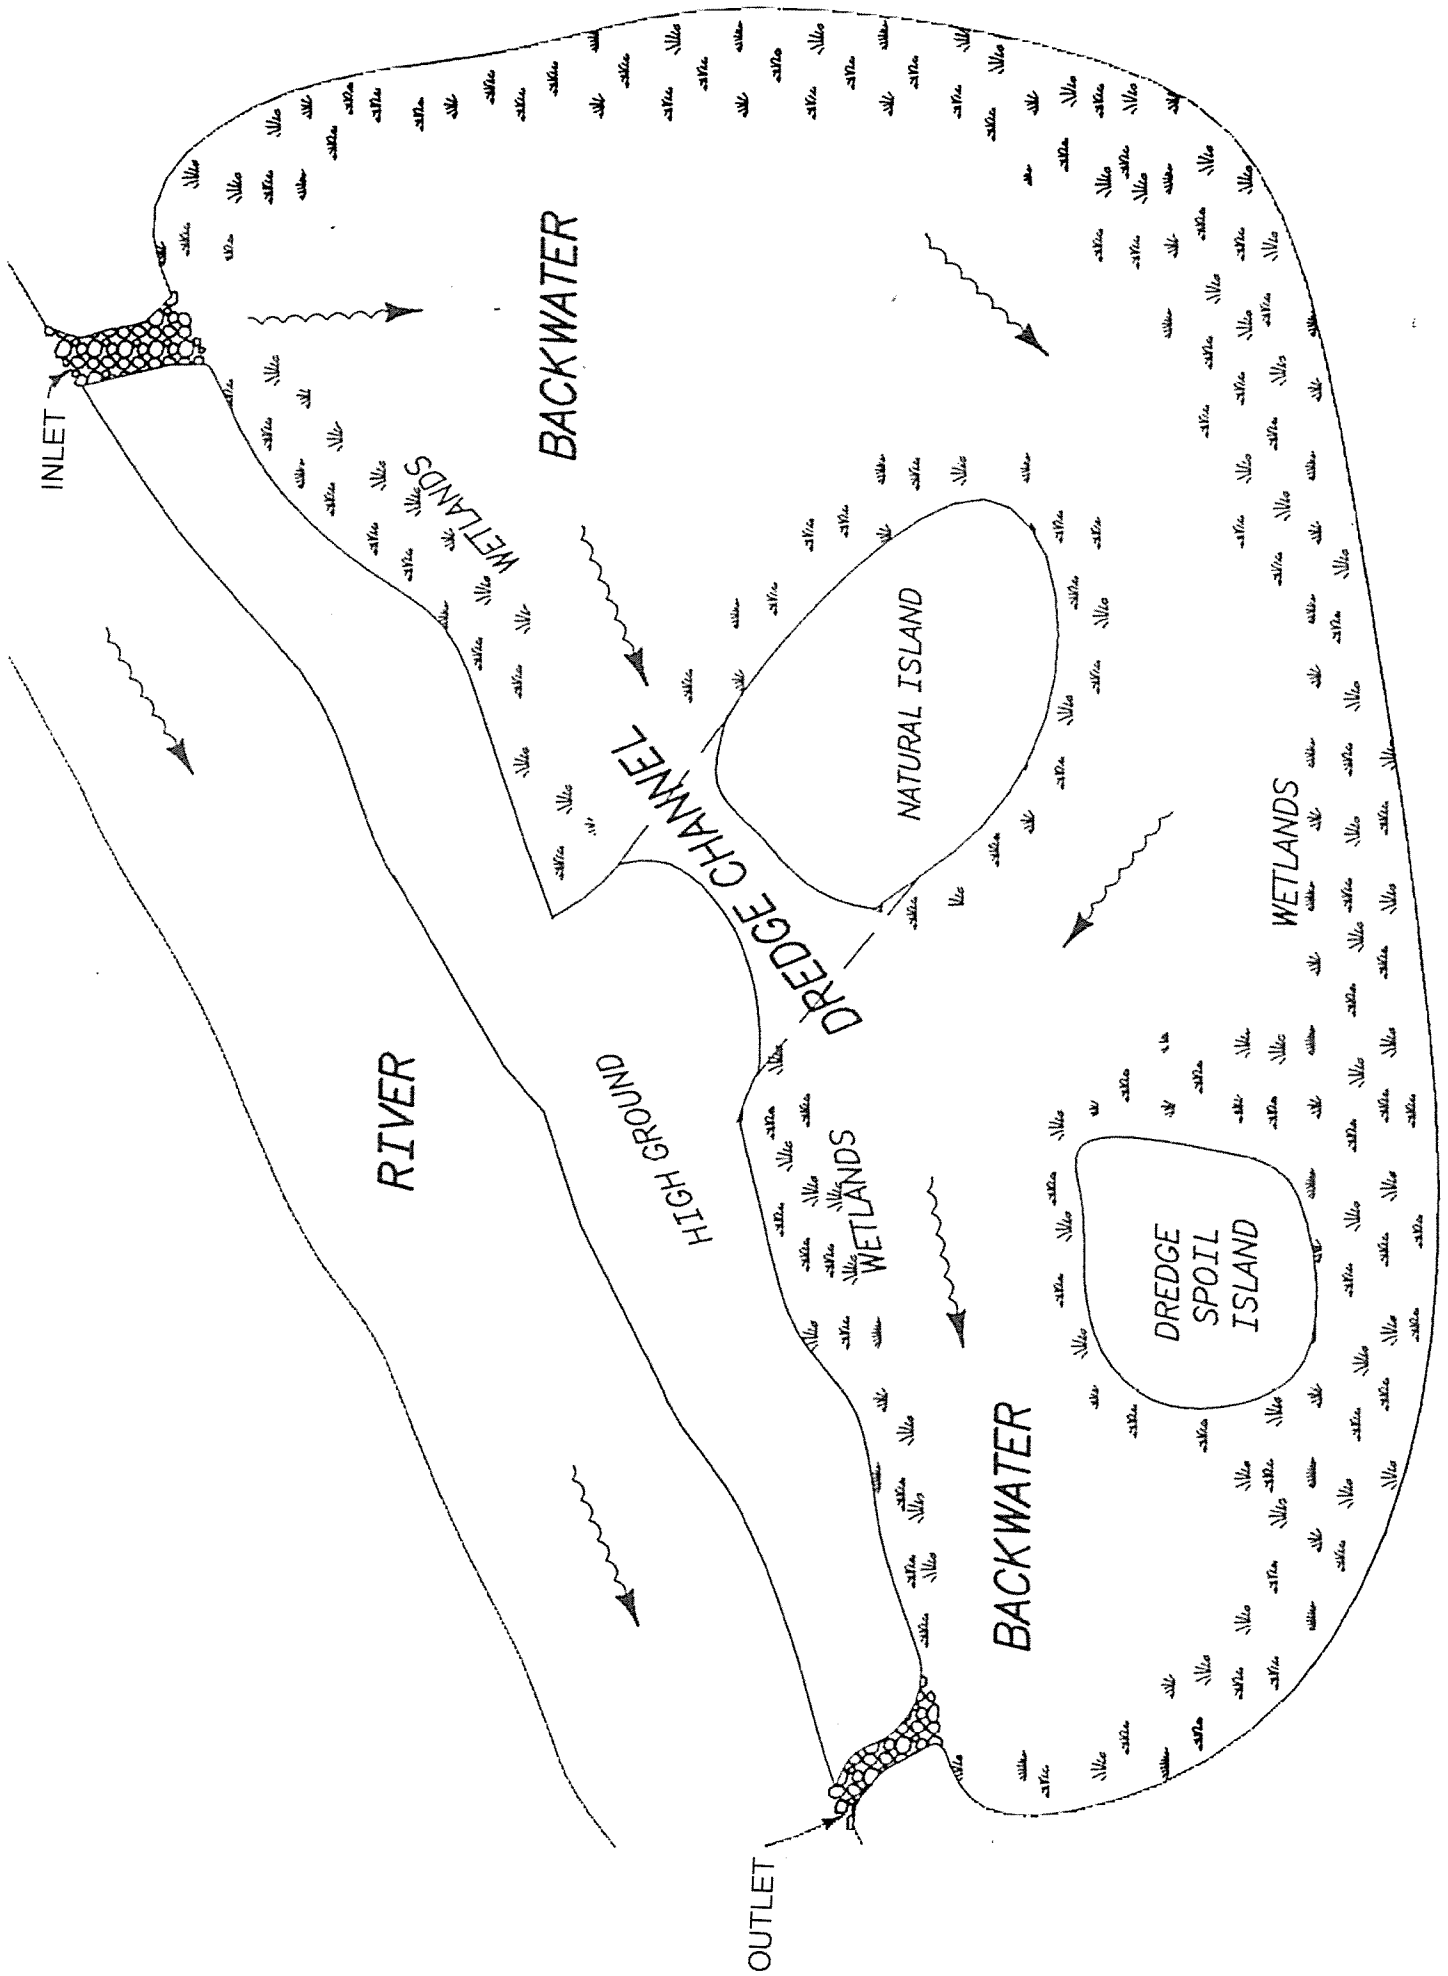 INLET
RIVER
BACKWATER
WETLANDS
HIGH GROUND
DREDGE CHANNEL
NATURAL ISLAND
WETLANDS
WETLANDS
DREDGE
SPOIL
ISLAND
BACKWATER
OUTLET